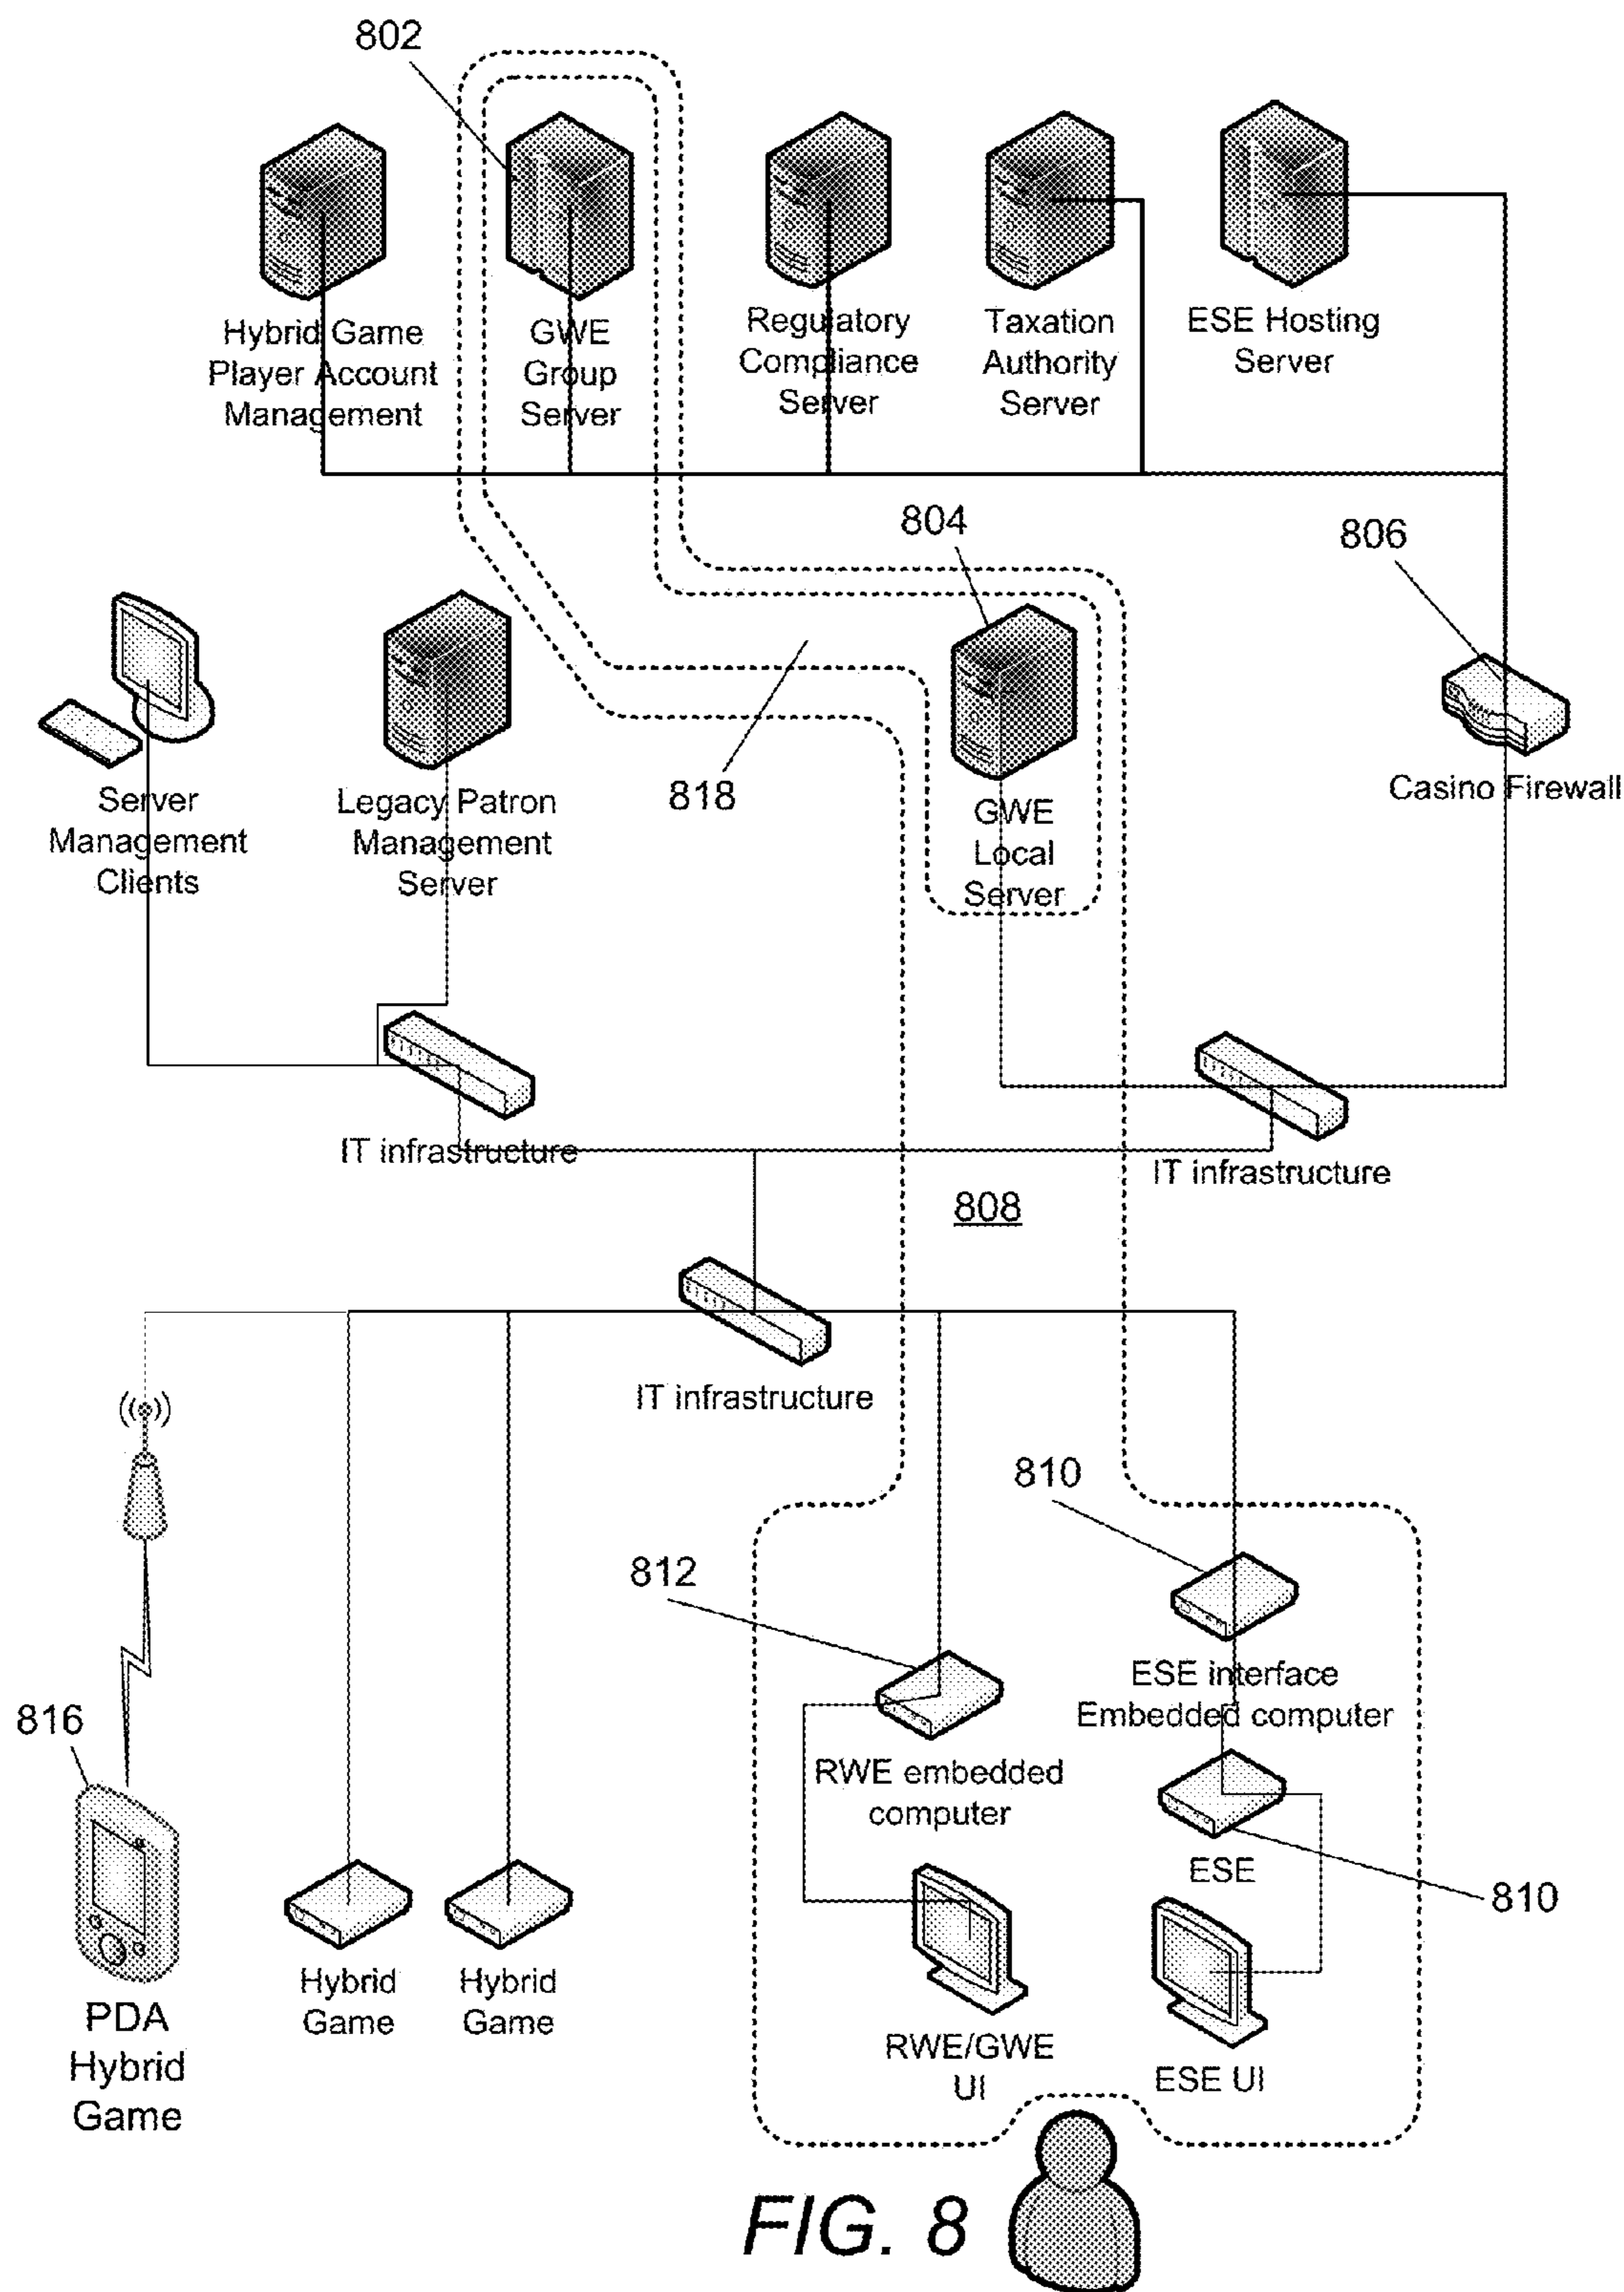 802
Hybrid Game
Player Account
Management
GWE
Group
Server
Regulatory
Compliance
Server
Taxation
Authority
Server
ESE Hosting
Server
804
806
Server
Management
Clients
Legacy Patron
Management
Server
818
GWE
Local
Server
Casino Firewall
IT infrastructure
IT infrastructure
808
IT infrastructure
810
812
ESE interface
Embedded computer
816
RWE embedded
computer
ESE
810
PDA
Hybrid
Game
Hybrid
Game
Hybrid
Game
RWE/GWE
UI
ESE UI
FIG. 8